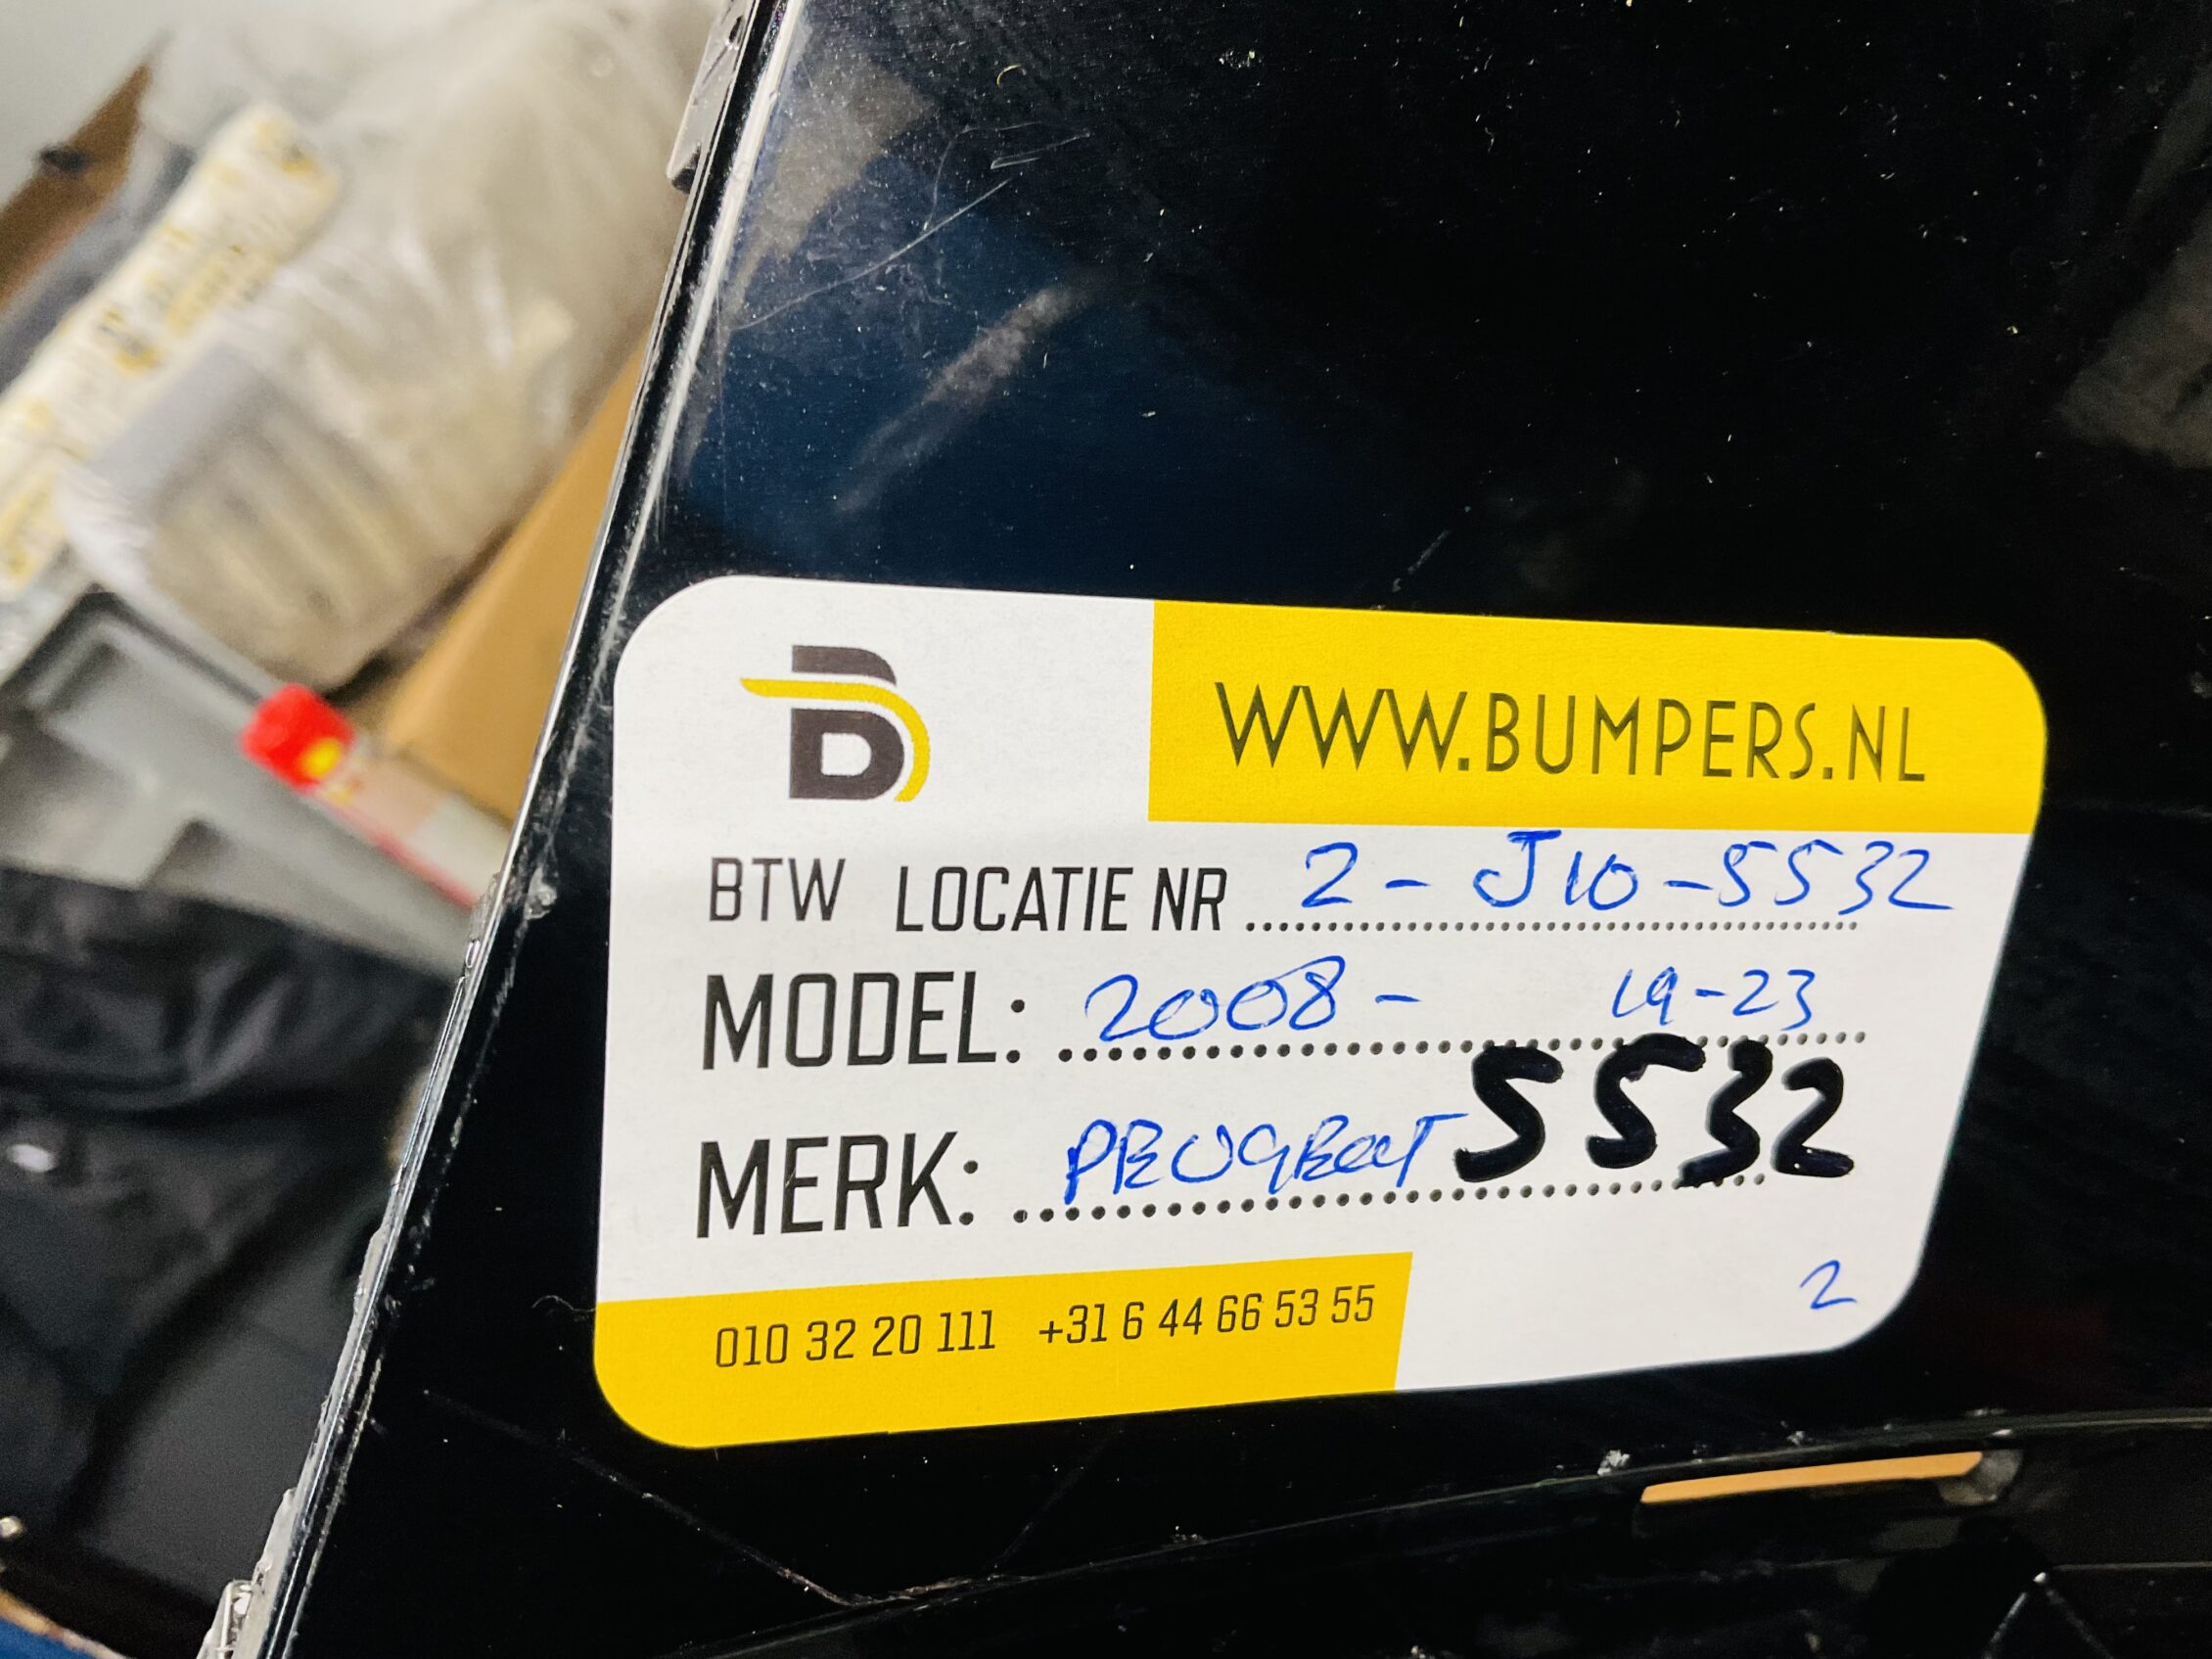 B
WWW.BUMPERS.NL
BTW LOCATIE NR 2 - J10 - 5532
MODEL: 2008 - 19-23
MERK: PEUGEOT 5532
2
010 32 20 111 +31 6 44 66 53 55